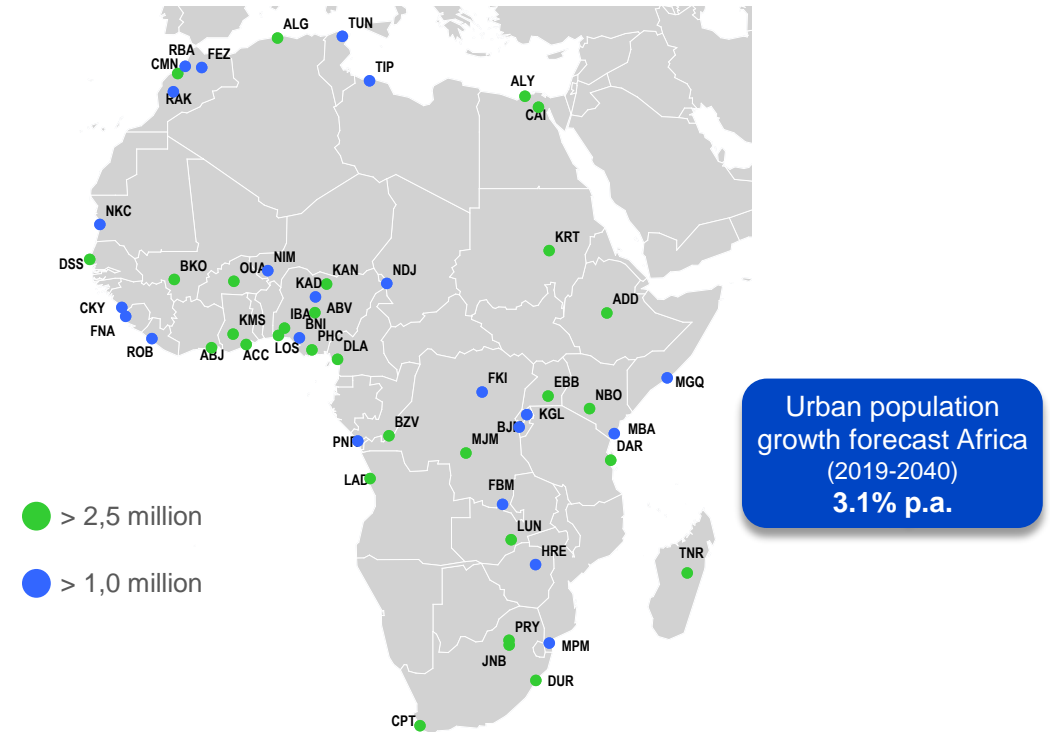 ALG
TUN
RBA
FEZ
CMN
TIP
RAK
ALY
CAI
NKC
KRT
DSS
BKO
OUA
NIM
KAN
NDJ
KAD
ADD
CKY
FNA
KMS
IBA
ABV
BNI
PHC
ROB
ABJ
ACC
LOS
DLA
FKI
EBB
NBO
MGQ
KGL
BJM
MBA
BZV
PNR
MJM
DAR
LAD
FBM
LUN
HRE
TNR
PRY
MPM
JNB
DUR
CPT
> 2,5 million
> 1,0 million
Urban population
growth forecast Africa
(2019-2040)
3.1% p.a.